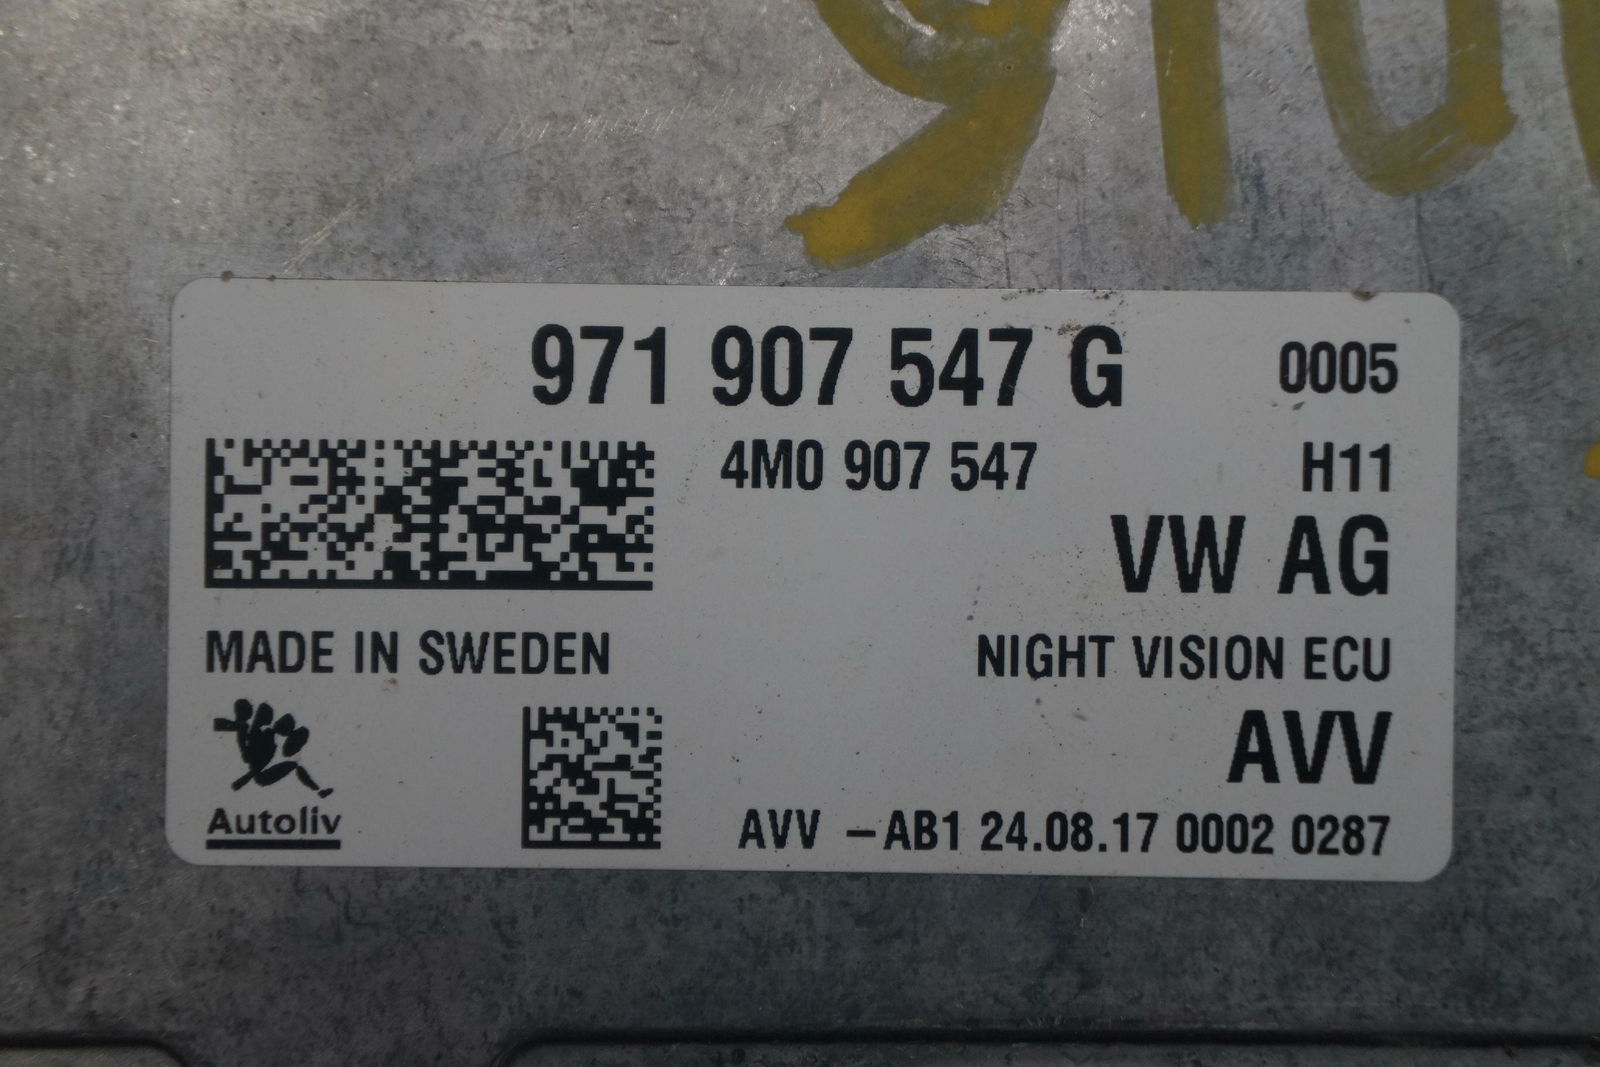 971 907 547 G 0005
4M0 907 547 H11
VW AG
MADE IN SWEDEN NIGHT VISION ECU
AVV
Autoliv AVV –AB1 24.08.17 0002 0287